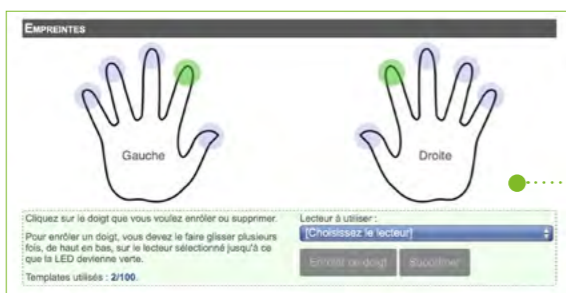 EMPREINTES
Gauche
Droite
Cliquez sur le doigt que vous voulez enrôler ou supprimer.
Pour enrôler un doigt, vous devez le faire glisser plusieurs
fois, de haut en bas, sur le lecteur sélectionné jusqu'à ce
que la LED devienne verte.
Templates utilisés : 2/100.
Lecteur à utiliser :
[Choisissez le lecteur]
Enrôler ce doigt
Supprimer